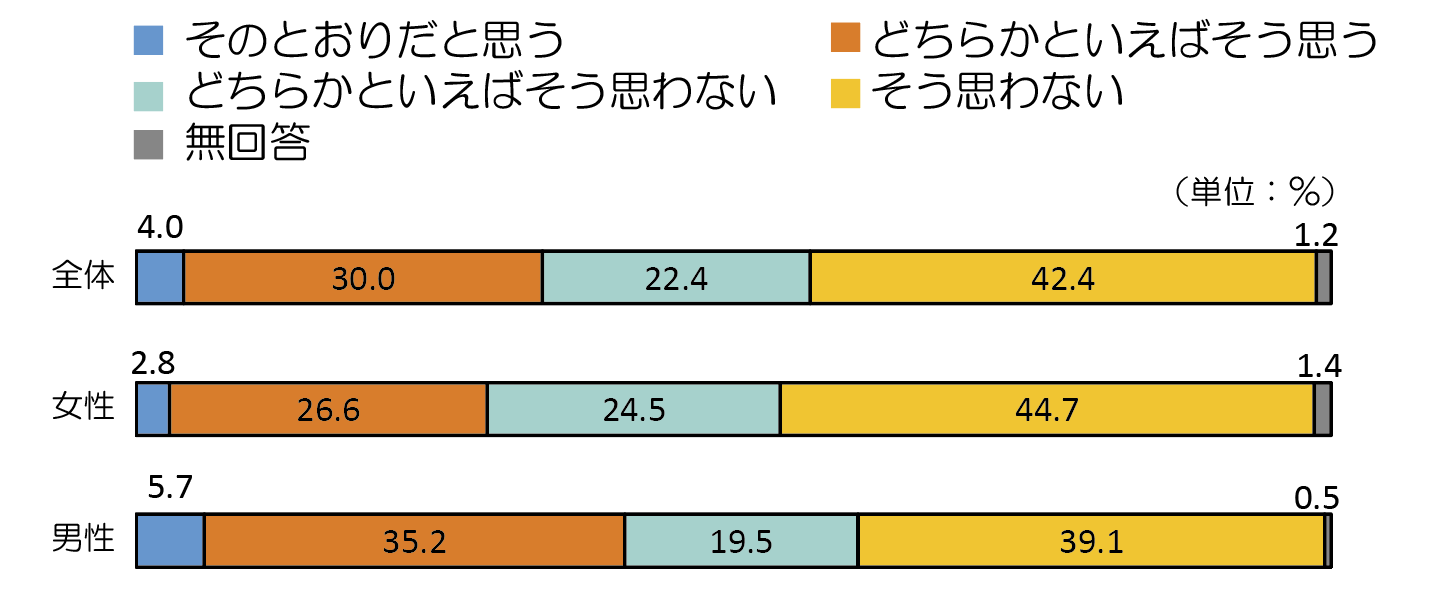 そのとおりだと思う どちらかといえばそう思う
どちらかといえばそう思わない そう思わない
無回答
（単位：％）
4.0 1.2
全体 30.0 22.4 42.4
2.8 1.4
女性 26.6 24.5 44.7
5.7 0.5
男性 35.2 19.5 39.1